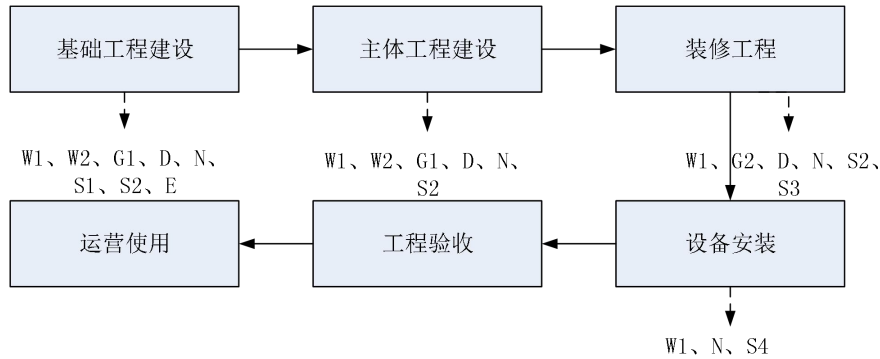 基础工程建设
主体工程建设
装修工程
W1、W2、G1、D、N、
S1、S2、E
W1、W2、G1、D、N、
S2
W1、G2、D、N、S2、
S3
运营使用
工程验收
设备安装
W1、N、S4